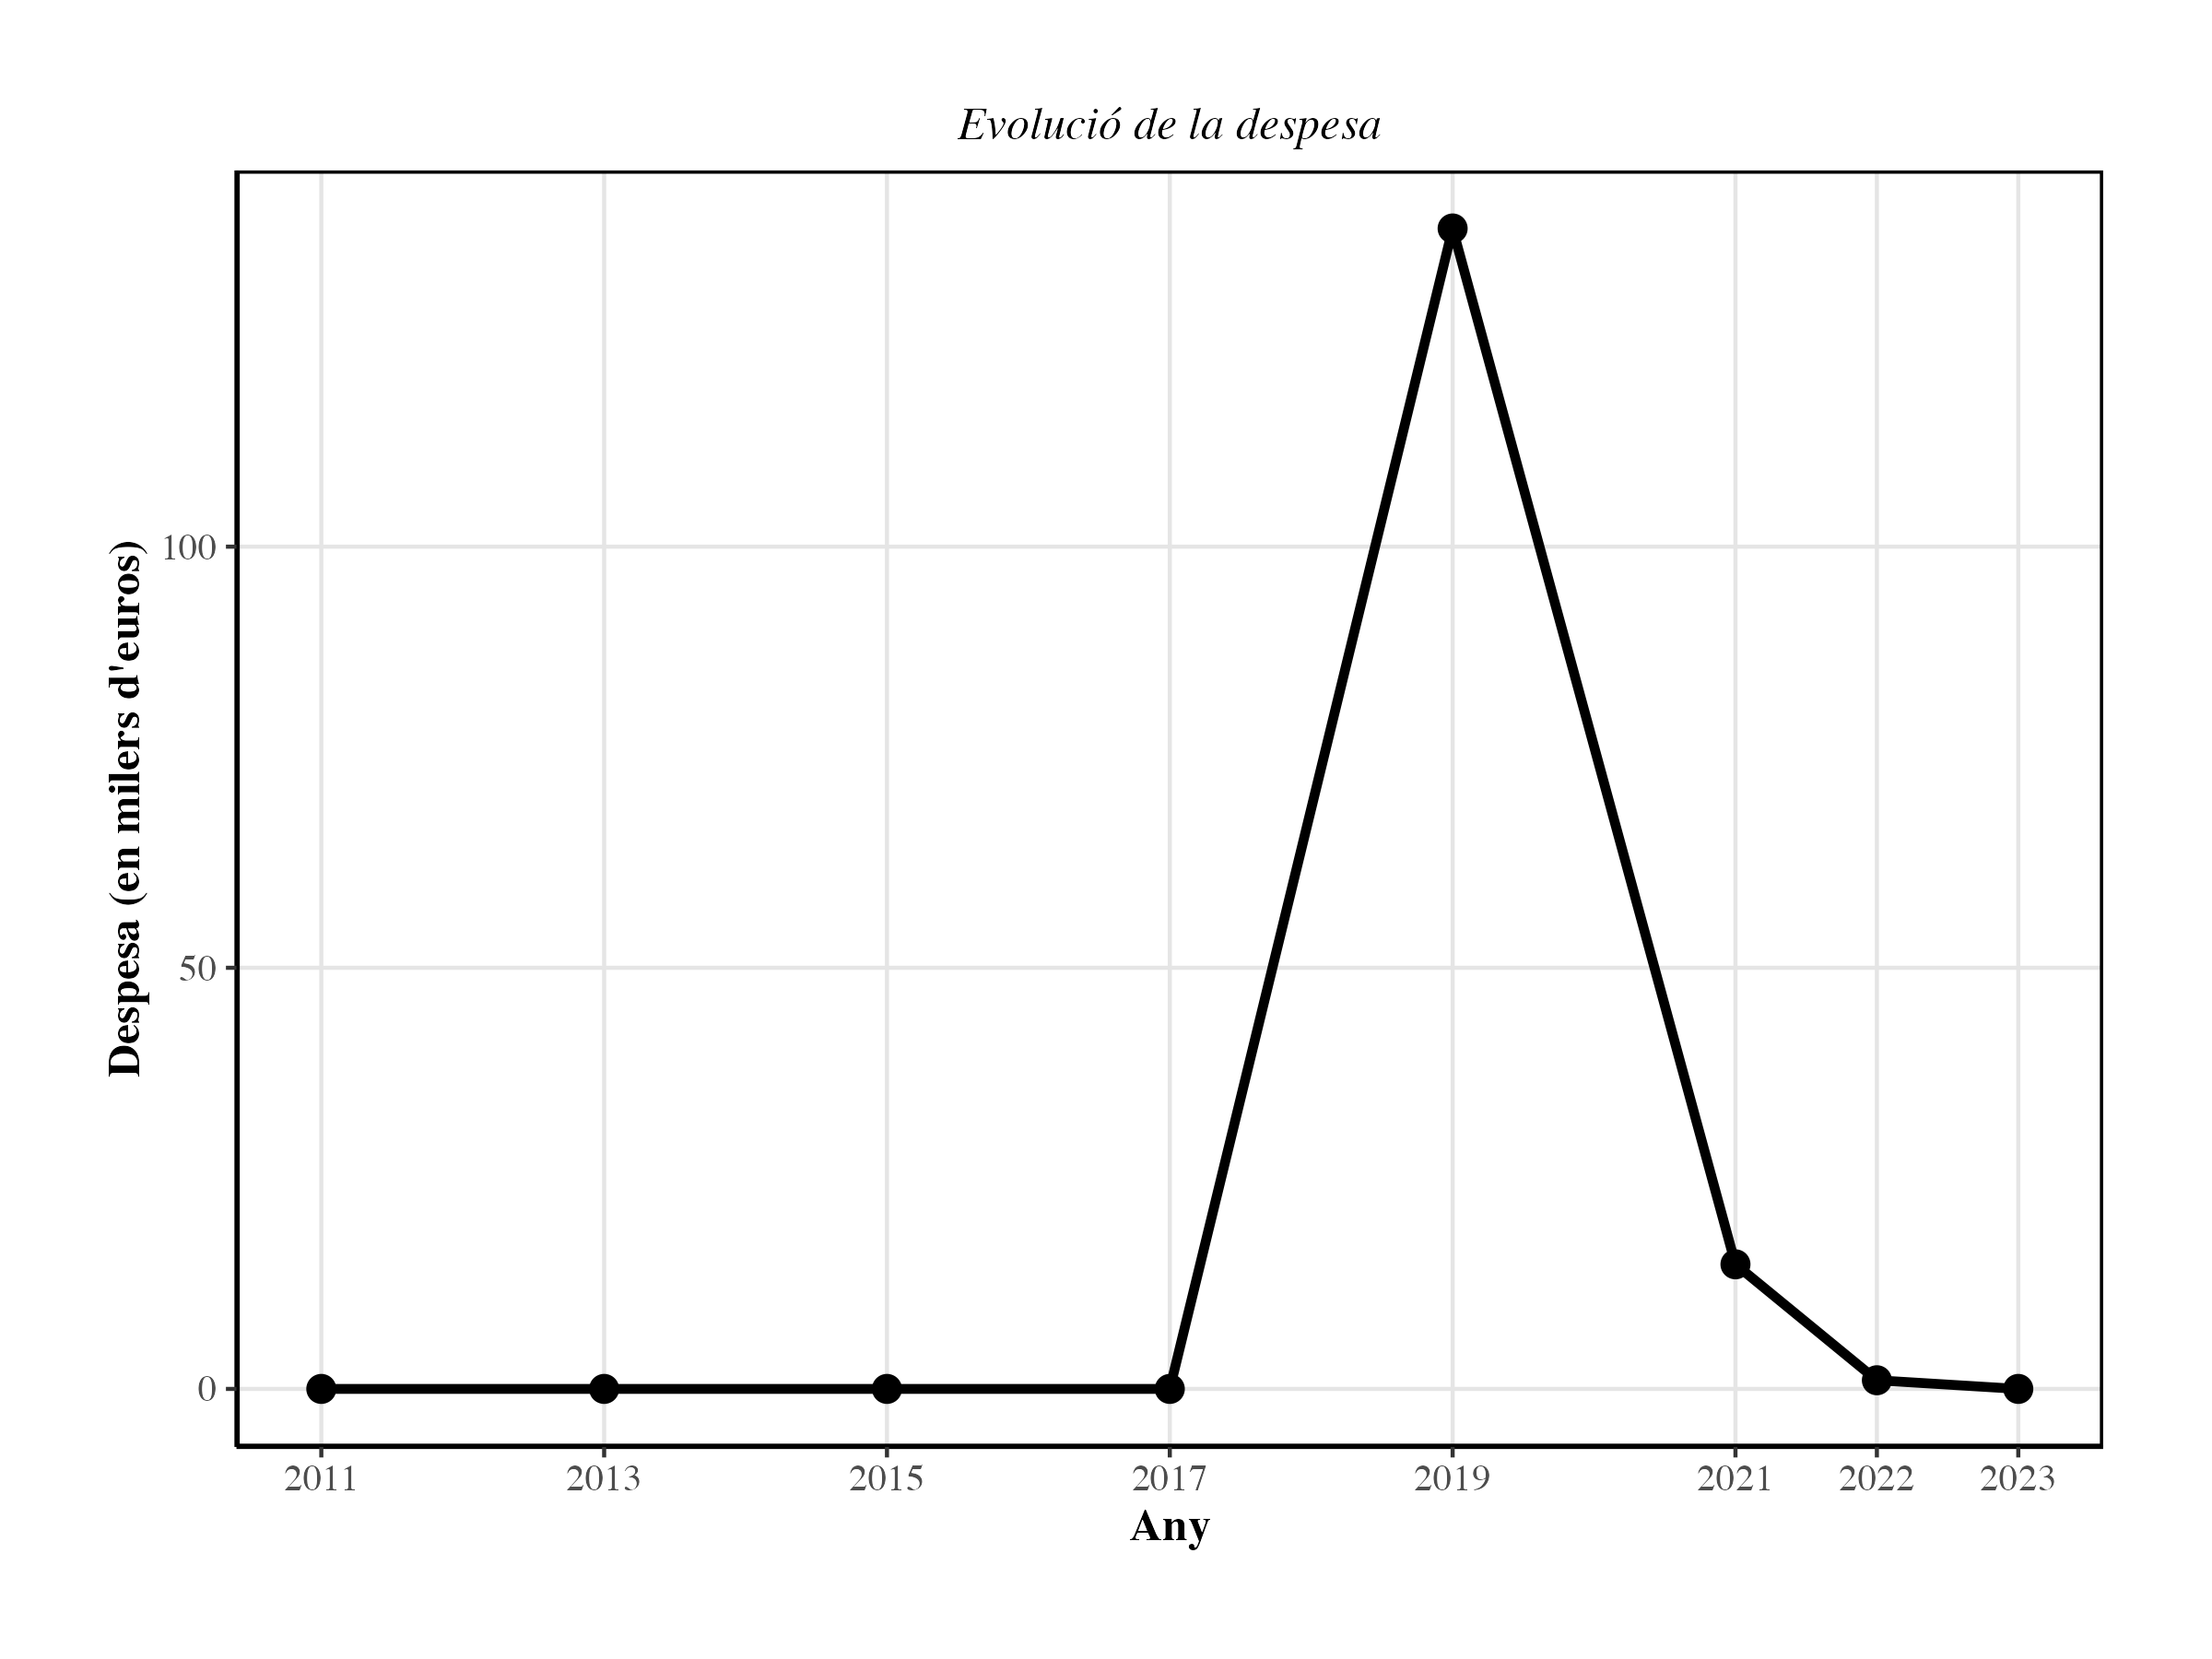 Evolució de la despesa
Despesa (en milers d'euros)
100
50
0
2011 2013 2015 2017 2019 2021 2022 2023
Any